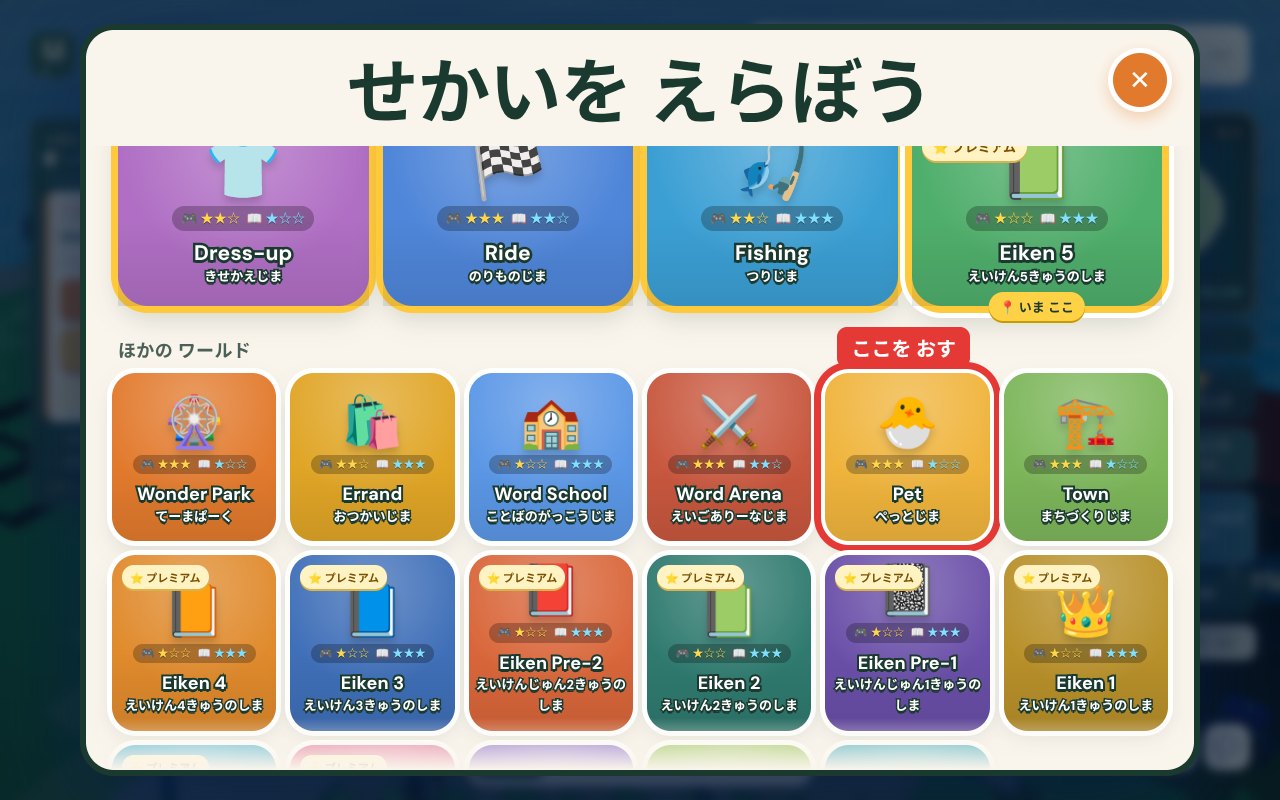 せかいを えらぼう
プレミアム
★★☆ ★☆☆
★★★ ★★☆
★★☆ ★★★
★☆☆ ★★★
Dress-up
Ride
Fishing
Eiken 5
きせかえじま
のりものじま
つりじま
えいけん5きゅうのしま
いま ここ
ほかの ワールド
ここを おす
★★★ ★☆☆
★★☆ ★★★
★☆☆ ★★★
★★★ ★★☆
★★★ ★☆☆
★★★ ★☆☆
Wonder Park
Errand
Word School
Word Arena
Pet
Town
てーまぱーく
おつかいじま
ことばのがっこうじま
えいごありーなじま
ぺっとじま
まちづくりじま
プレミアム
プレミアム
プレミアム
プレミアム
プレミアム
プレミアム
★☆☆ ★★★
★☆☆ ★★★
★☆☆ ★★★
★☆☆ ★★★
★☆☆ ★★★
★☆☆ ★★★
Eiken 4
Eiken 3
Eiken Pre-2
Eiken 2
Eiken Pre-1
Eiken 1
えいけん4きゅうのしま
えいけん3きゅうのしま
えいけんじゅん2きゅうの
しま
えいけん2きゅうのしま
えいけんじゅん1きゅうの
しま
えいけん1きゅうのしま
プレミアム
プレミアム